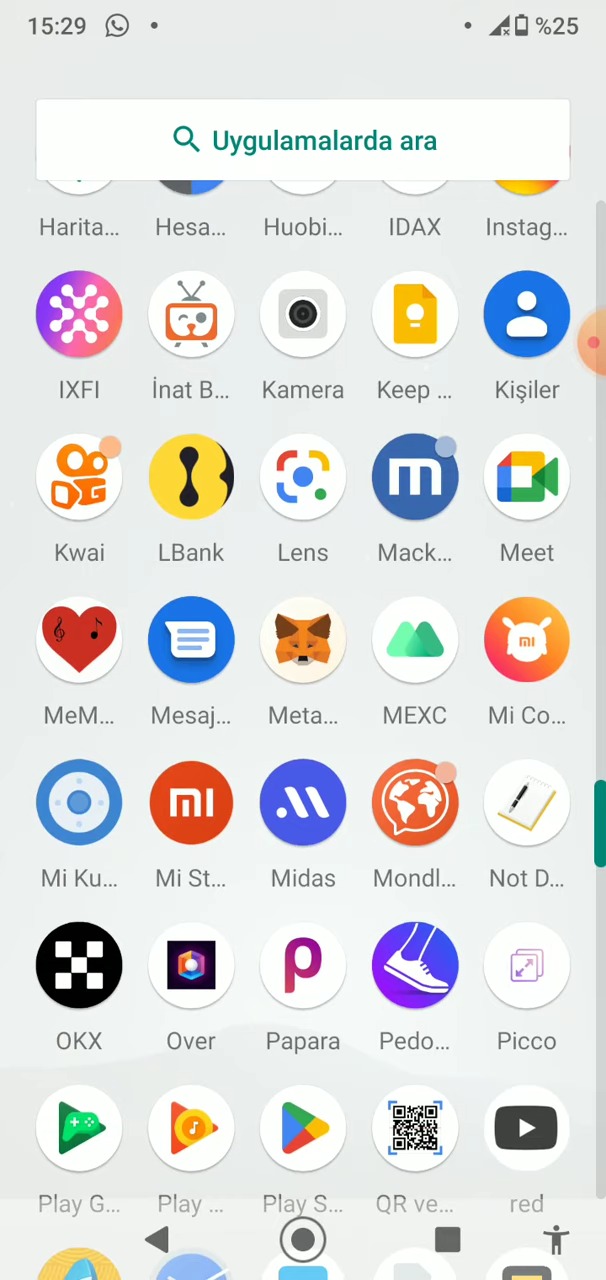 15:29 %25
Uygulamalarda ara
Harita... Hesa... Huobi... IDAX Instag...
IXFI İnat B... Kamera Keep ... Kişiler
Kwai LBank Lens Mack... Meet
MeM... Mesaj... Meta... MEXC Mi Co...
Mi Ku... Mi St... Midas Mondl... Not D...
OKX Over Papara Pedo... Picco
Play G... Play ... Play S... QR ve... red